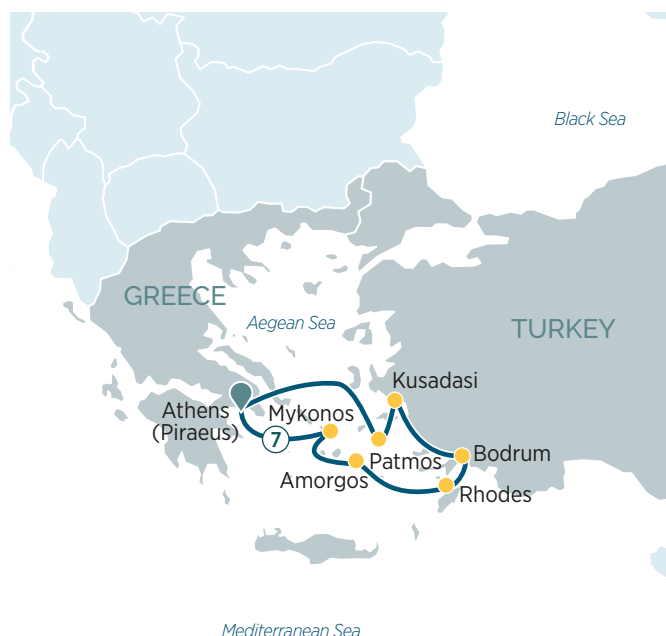 Black Sea
GREECE
Aegean Sea
TURKEY
Kusadasi
Athens
(Piraeus)
Mykonos
7
Patmos
Bodrum
Amorgos
Rhodes
Mediterranean Sea